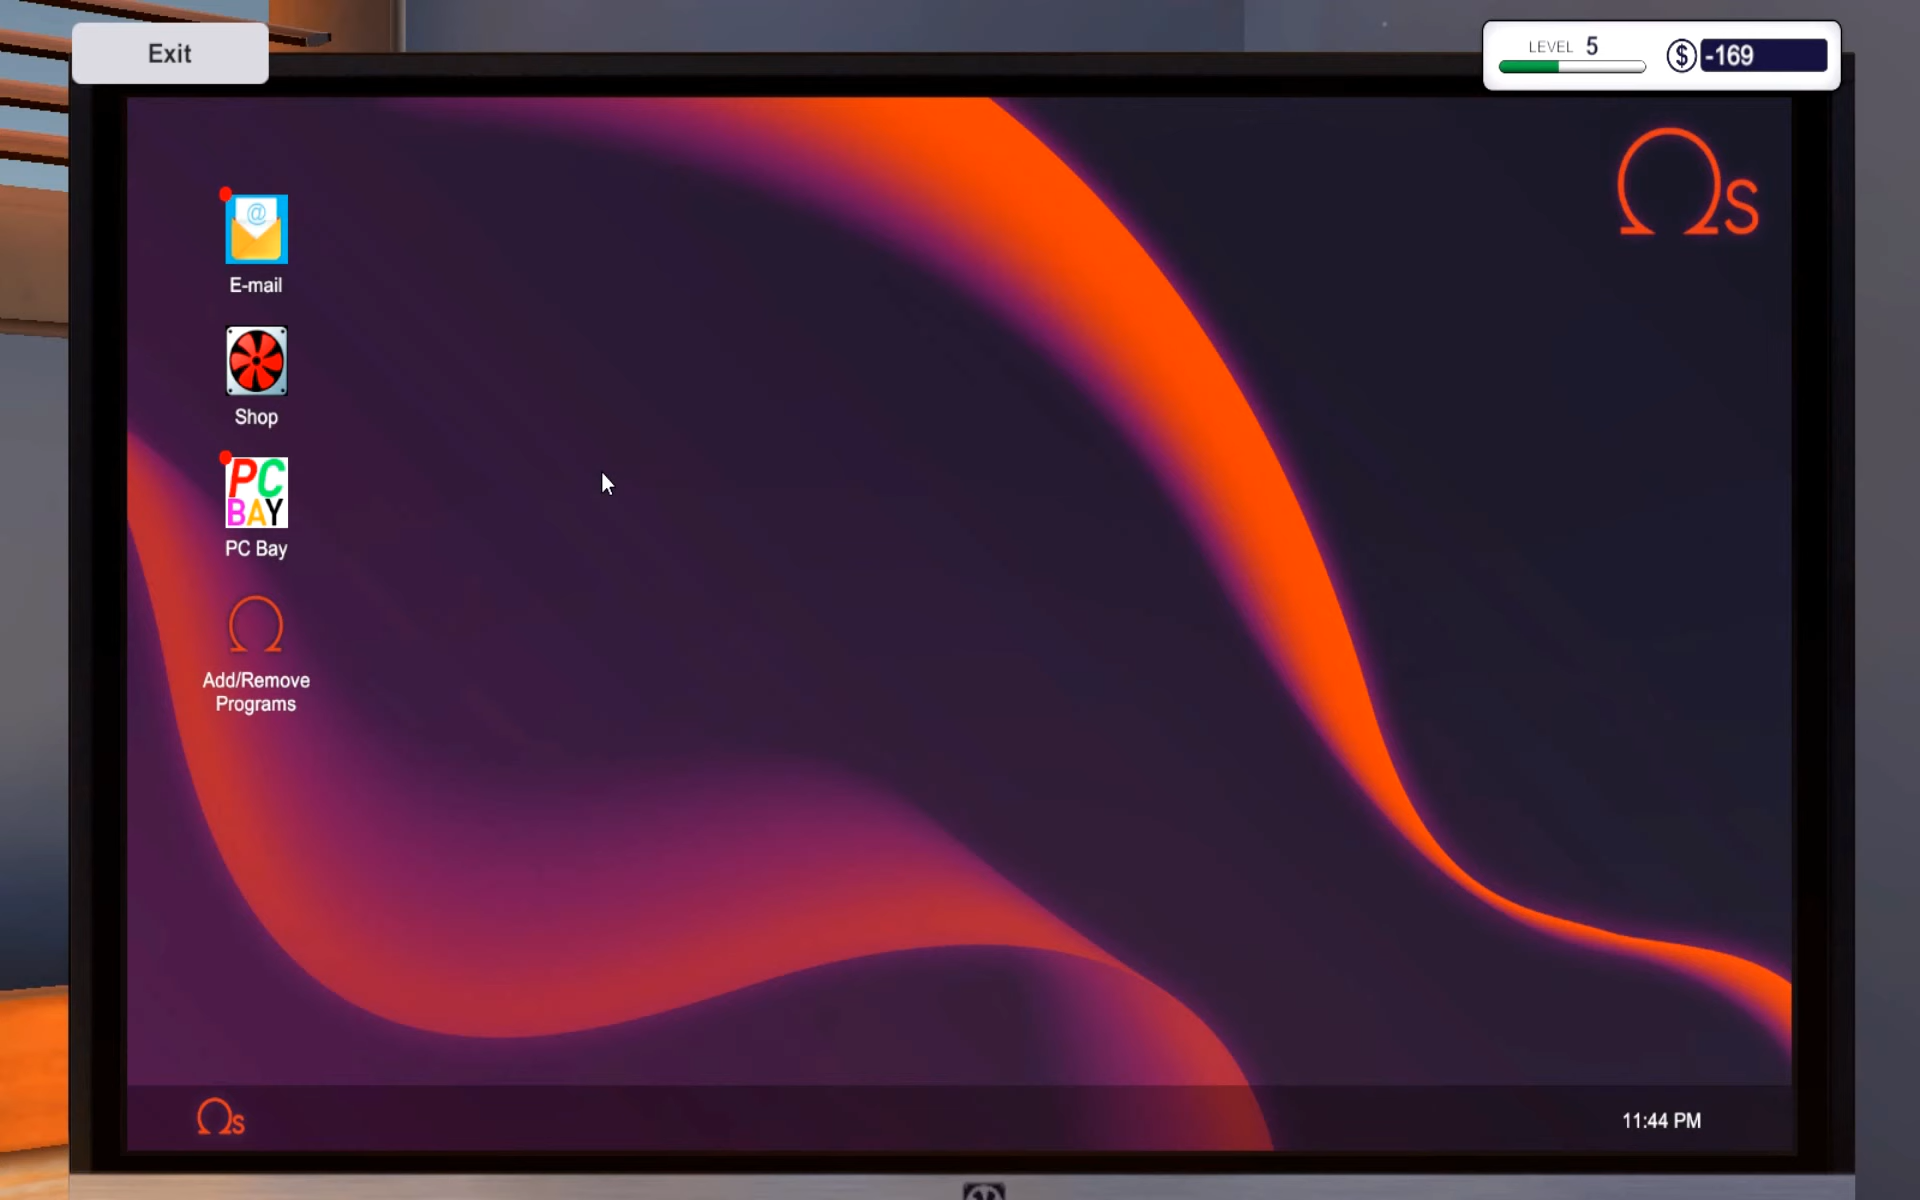 Exit
LEVEL 5
$ -169
Ωs
@
E-mail
Shop
PC
BAY
PC Bay
Ω
Add/Remove
Programs
Ωs
11:44 PM